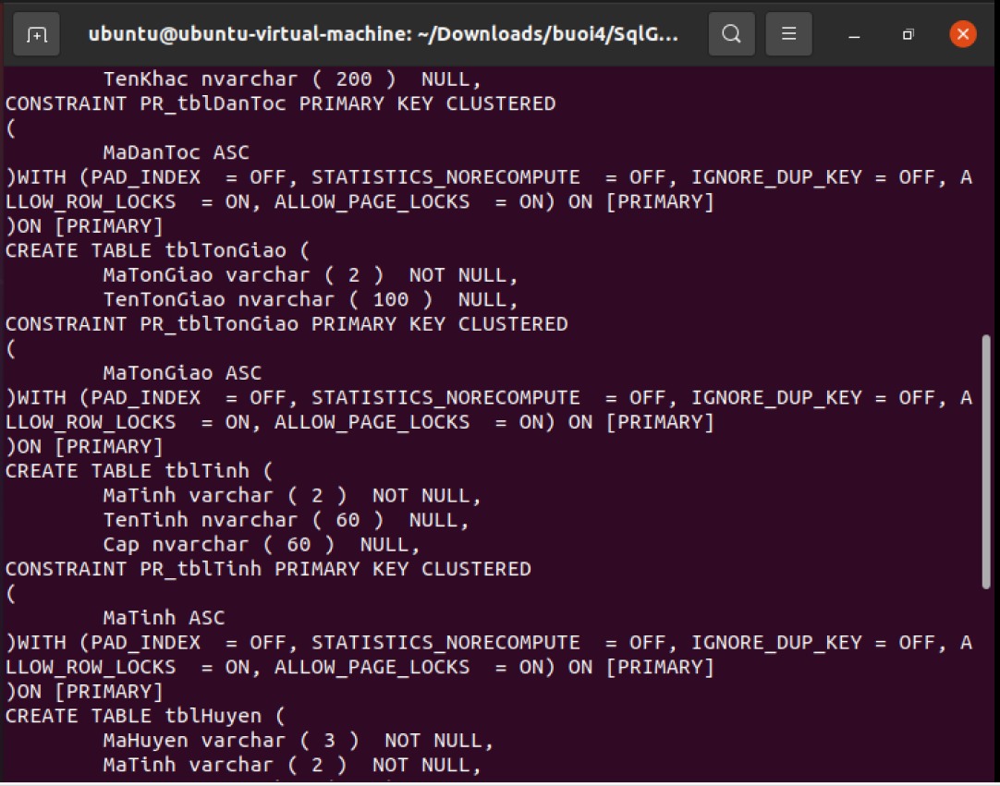 ubuntu@ubuntu-virtual-machine: ~/Downloads/buoi4/SqlG...
TenKhac nvarchar ( 200 )  NULL,
CONSTRAINT PR_tblDanToc PRIMARY KEY CLUSTERED
(
MaDanToc ASC
)WITH (PAD_INDEX  = OFF, STATISTICS_NORECOMPUTE  = OFF, IGNORE_DUP_KEY = OFF, A
LLOW_ROW_LOCKS  = ON, ALLOW_PAGE_LOCKS  = ON) ON [PRIMARY]
)ON [PRIMARY]
CREATE TABLE tblTonGiao (
MaTonGiao varchar ( 2 )  NOT NULL,
TenTonGiao nvarchar ( 100 )  NULL,
CONSTRAINT PR_tblTonGiao PRIMARY KEY CLUSTERED
(
MaTonGiao ASC
)WITH (PAD_INDEX  = OFF, STATISTICS_NORECOMPUTE  = OFF, IGNORE_DUP_KEY = OFF, A
LLOW_ROW_LOCKS  = ON, ALLOW_PAGE_LOCKS  = ON) ON [PRIMARY]
)ON [PRIMARY]
CREATE TABLE tblTinh (
MaTinh varchar ( 2 )  NOT NULL,
TenTinh nvarchar ( 60 )  NULL,
Cap nvarchar ( 60 )  NULL,
CONSTRAINT PR_tblTinh PRIMARY KEY CLUSTERED
(
MaTinh ASC
)WITH (PAD_INDEX  = OFF, STATISTICS_NORECOMPUTE  = OFF, IGNORE_DUP_KEY = OFF, A
LLOW_ROW_LOCKS  = ON, ALLOW_PAGE_LOCKS  = ON) ON [PRIMARY]
)ON [PRIMARY]
CREATE TABLE tblHuyen (
MaHuyen varchar ( 3 )  NOT NULL,
MaTinh varchar ( 2 )  NOT NULL,